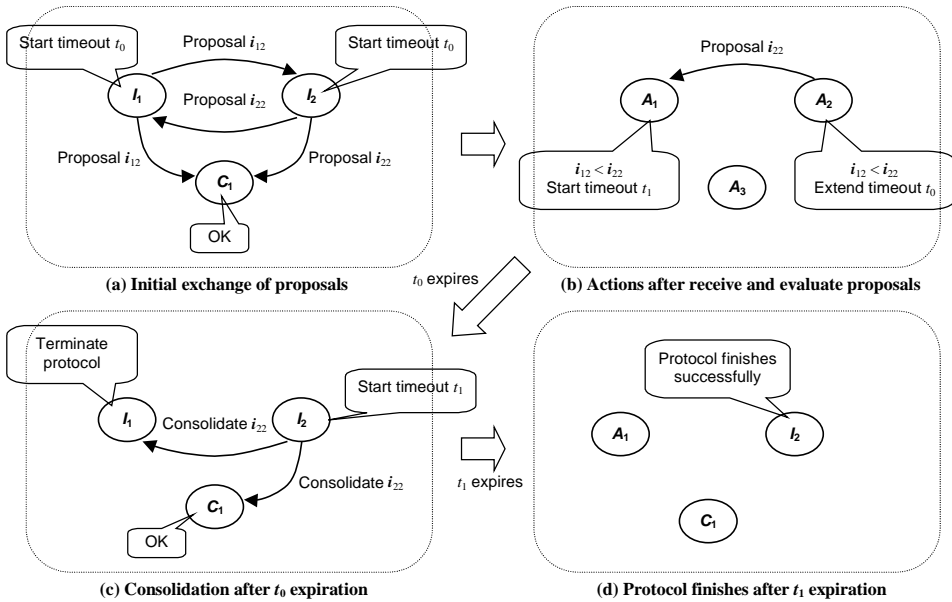 Start timeout t0
Proposal i12
Start timeout t0
I1
I2
Proposal i22
Proposal i12
Proposal i22
C1
OK
(a) Initial exchange of proposals
Proposal i22
A1
A2
i12 < i22
Start timeout t1
A3
i12 < i22
Extend timeout t0
(b) Actions after receive and evaluate proposals
t0 expires
Terminate
protocol
Start timeout t1
I1
I2
Consolidate i22
Consolidate i22
C1
OK
(c) Consolidation after t0 expiration
t1 expires
Protocol finishes
successfully
A1
I2
C1
(d) Protocol finishes after t1 expiration